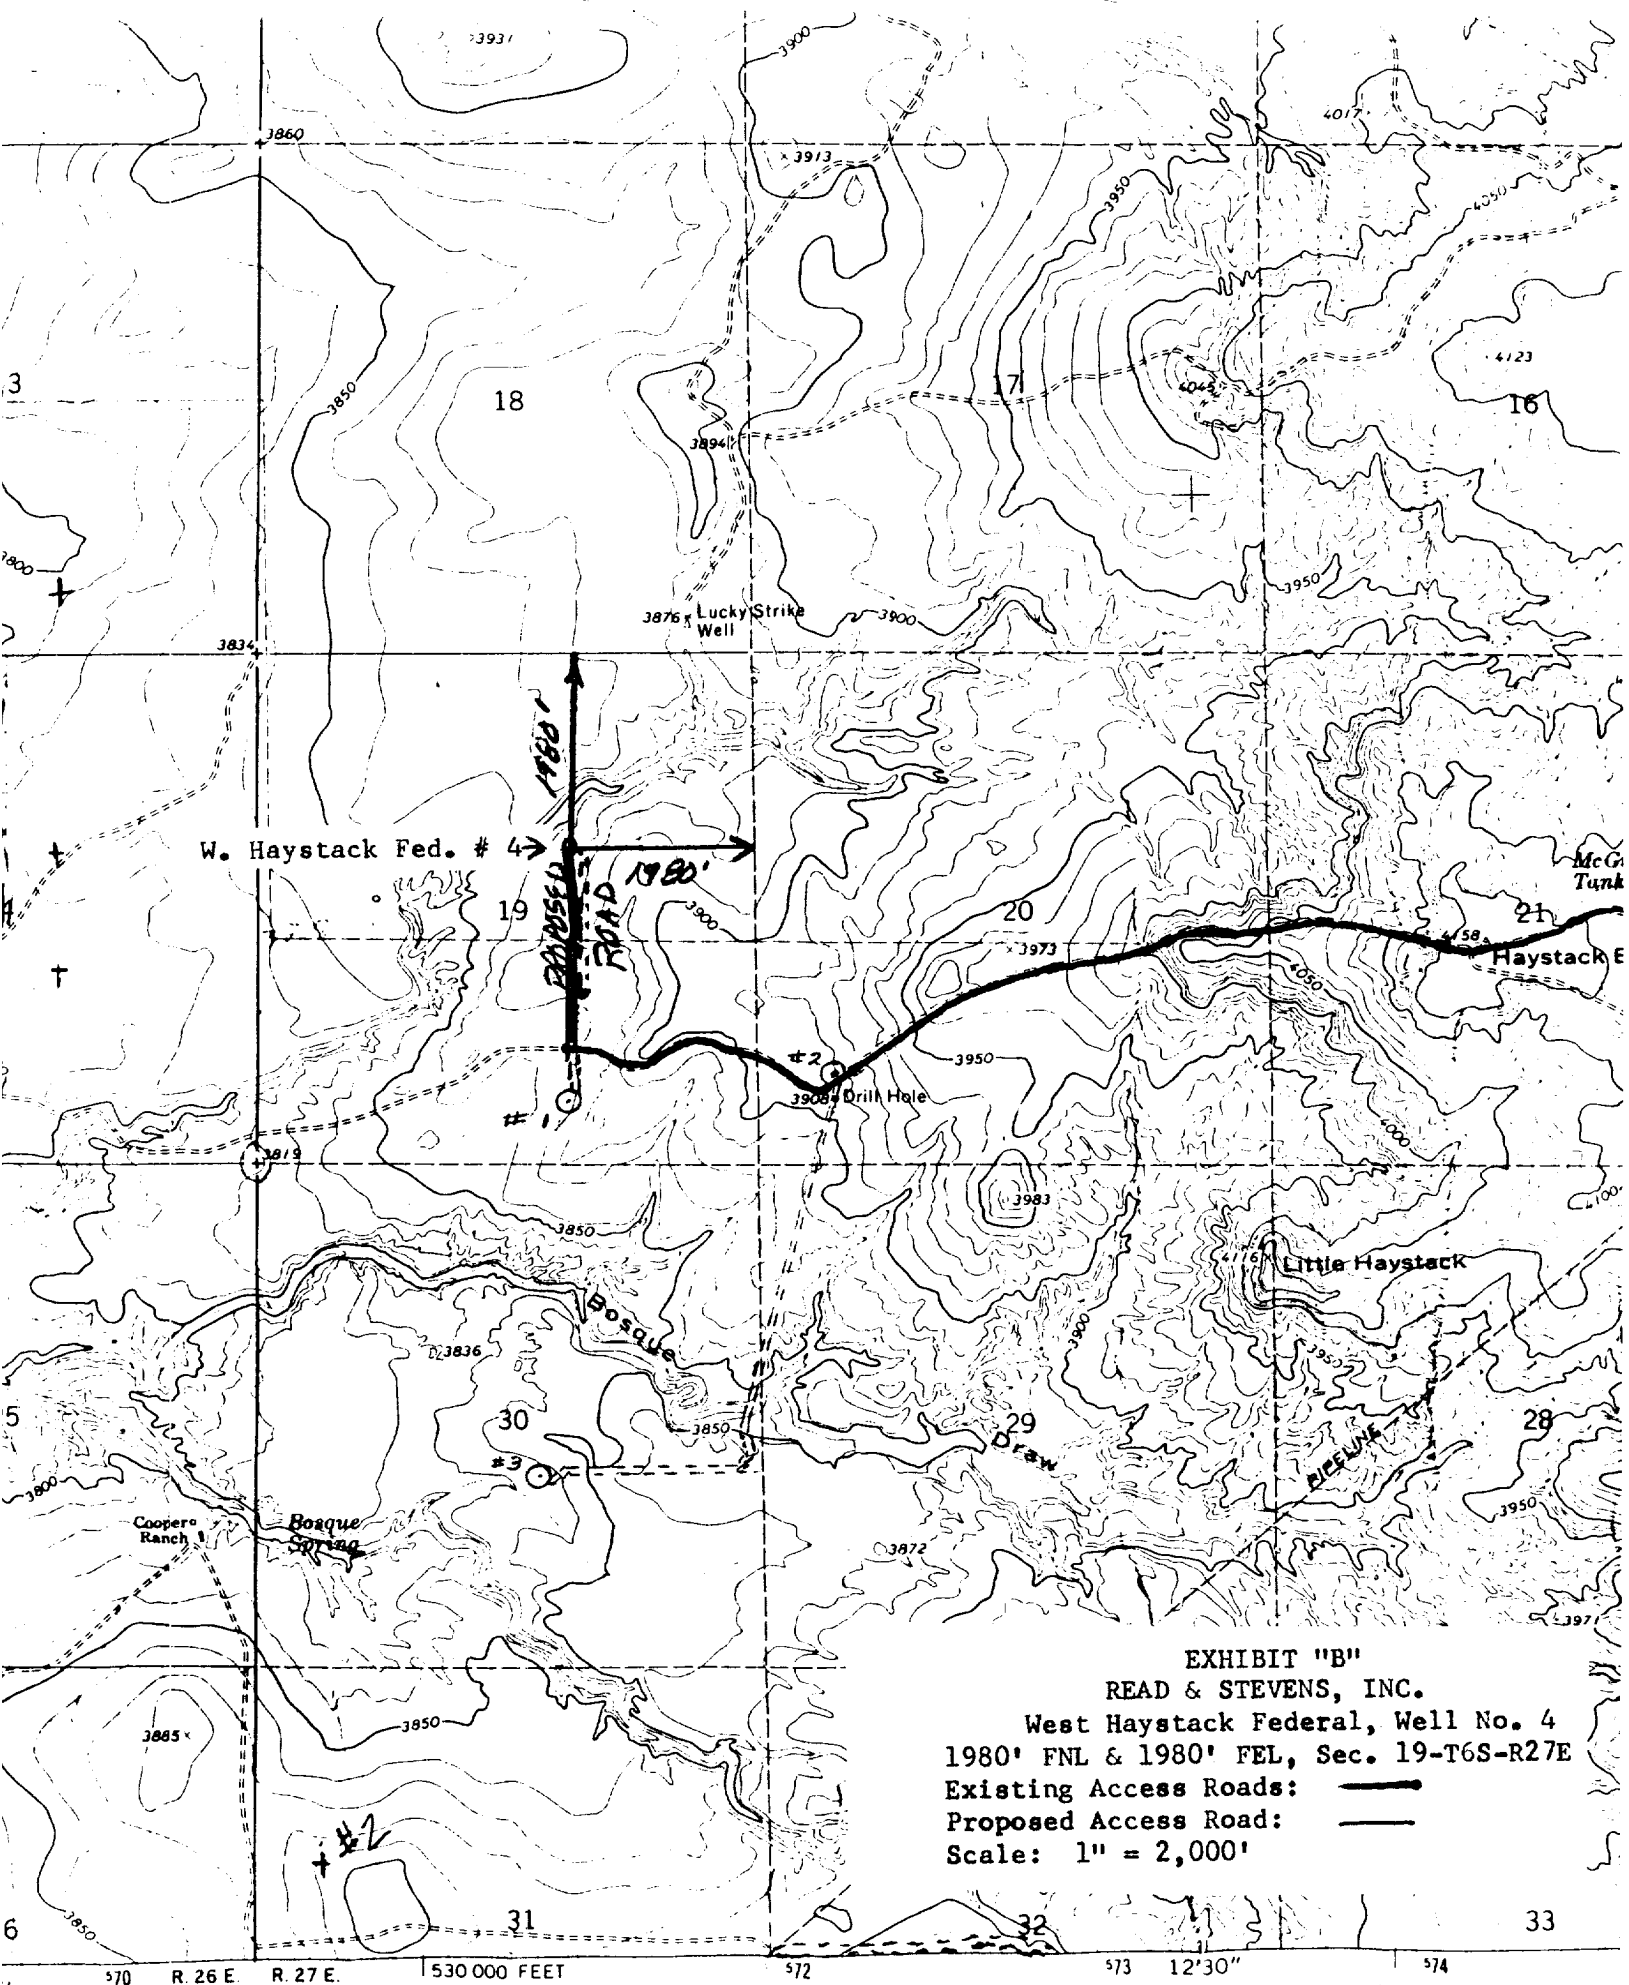 3931
3900
3860
3913
4017
3950
4050
3
3850
18
17
4045
4123
16
3894
3800
3950
3876 Lucky Strike
Well
3900
3834
1980'
W. Haystack Fed. # 4
1980'
PROPOSED
ROAD
19
3900
20
3973
21
4158
Haystack
4050
Tank
#2
3950
3908 Drill Hole
# 1
4000
3819
3983
4100
3850
4176
Little Haystack
Bosque
3836
3900
3950
5
30
3850
29
Draw
28
#3
PIPELINE
3800
3950
Cooper
Ranch
Bosque
Spring
3872
3971
EXHIBIT "B"
READ & STEVENS, INC.
West Haystack Federal, Well No. 4
1980' FNL & 1980' FEL, Sec. 19-T6S-R27E
Existing Access Roads:
Proposed Access Road:
Scale: 1" = 2,000'
3885
3850
#2
6
3850
31
32
33
570 R. 26 E. R. 27 E. 530 000 FEET 572 573 12'30" 574